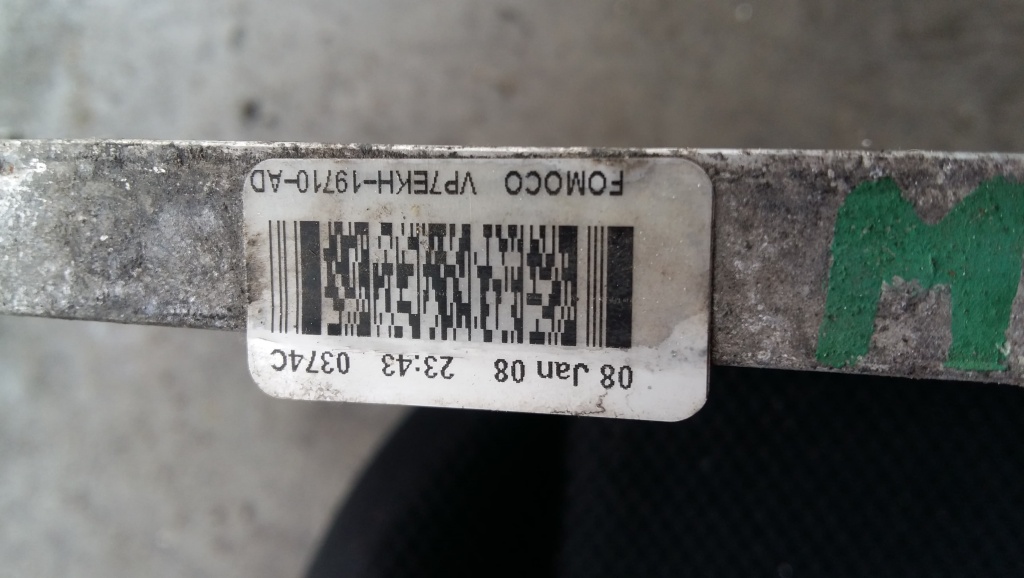 08 Jan 08 23:43 0374C
FOMOCO VP7EKH-19710-AD
M